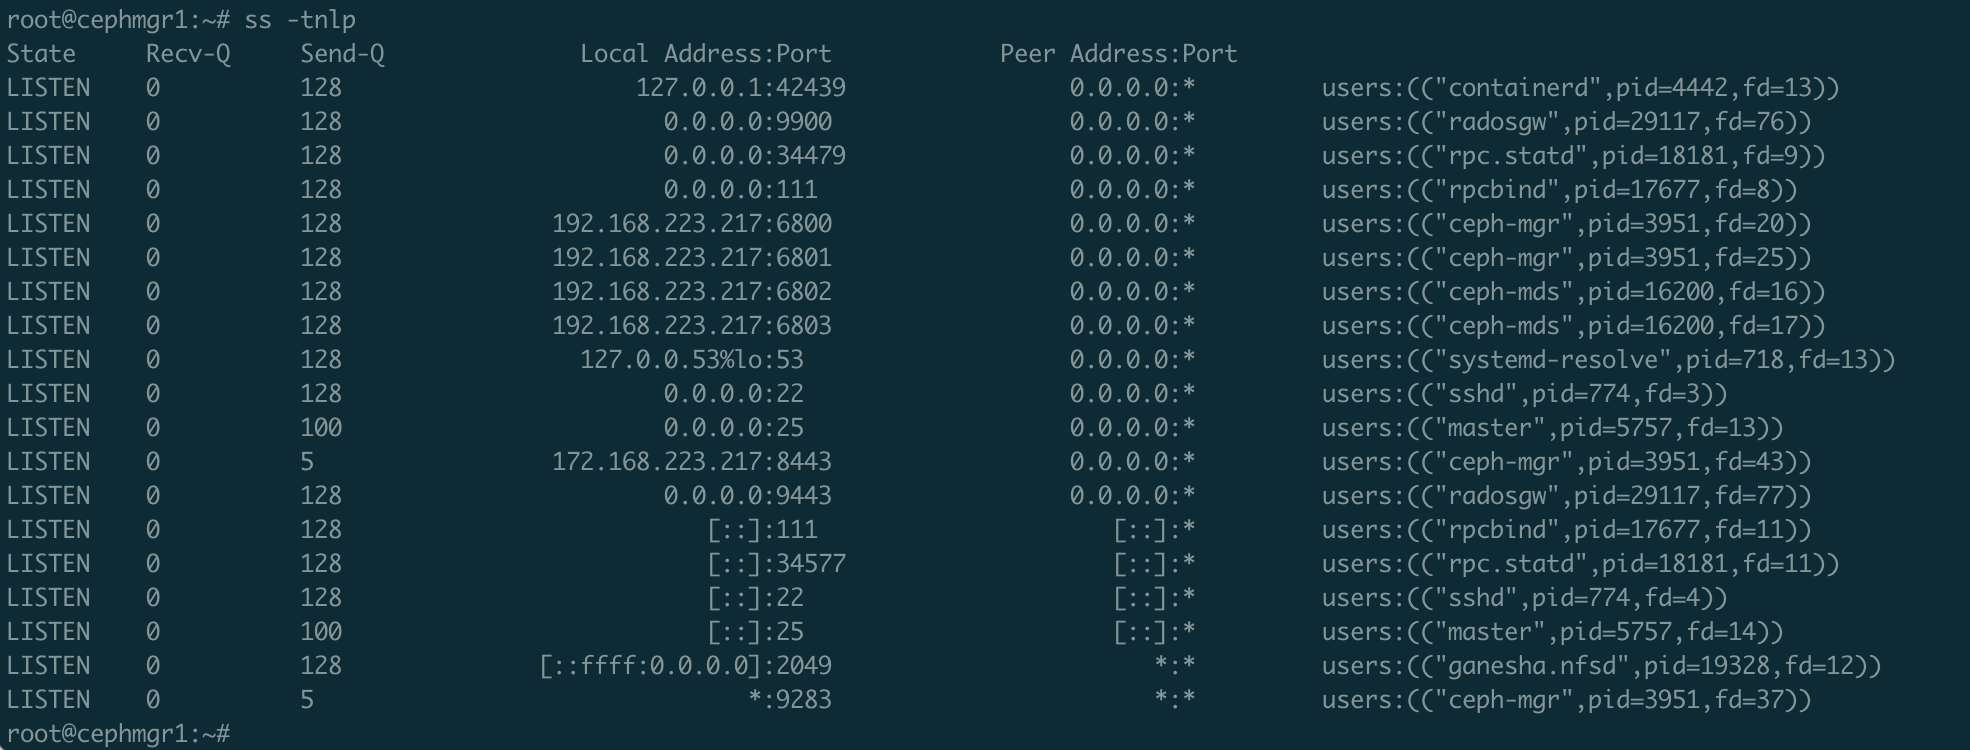 root@cephmgr1:~# ss -tnlp
State Recv-Q Send-Q Local Address:Port Peer Address:Port
LISTEN 0 128 127.0.0.1:42439 0.0.0.0:* users:(("containerd",pid=4442,fd=13))
LISTEN 0 128 0.0.0.0:9900 0.0.0.0:* users:(("radosgw",pid=29117,fd=76))
LISTEN 0 128 0.0.0.0:34479 0.0.0.0:* users:(("rpc.statd",pid=18181,fd=9))
LISTEN 0 128 0.0.0.0:111 0.0.0.0:* users:(("rpcbind",pid=17677,fd=8))
LISTEN 0 128 192.168.223.217:6800 0.0.0.0:* users:(("ceph-mgr",pid=3951,fd=20))
LISTEN 0 128 192.168.223.217:6801 0.0.0.0:* users:(("ceph-mgr",pid=3951,fd=25))
LISTEN 0 128 192.168.223.217:6802 0.0.0.0:* users:(("ceph-mds",pid=16200,fd=16))
LISTEN 0 128 192.168.223.217:6803 0.0.0.0:* users:(("ceph-mds",pid=16200,fd=17))
LISTEN 0 128 127.0.0.53%lo:53 0.0.0.0:* users:(("systemd-resolve",pid=718,fd=13))
LISTEN 0 128 0.0.0.0:22 0.0.0.0:* users:(("sshd",pid=774,fd=3))
LISTEN 0 100 0.0.0.0:25 0.0.0.0:* users:(("master",pid=5757,fd=13))
LISTEN 0 5 172.168.223.217:8443 0.0.0.0:* users:(("ceph-mgr",pid=3951,fd=43))
LISTEN 0 128 0.0.0.0:9443 0.0.0.0:* users:(("radosgw",pid=29117,fd=77))
LISTEN 0 128 [::]:111 [::]:* users:(("rpcbind",pid=17677,fd=11))
LISTEN 0 128 [::]:34577 [::]:* users:(("rpc.statd",pid=18181,fd=11))
LISTEN 0 128 [::]:22 [::]:* users:(("sshd",pid=774,fd=4))
LISTEN 0 100 [::]:25 [::]:* users:(("master",pid=5757,fd=14))
LISTEN 0 128 [::ffff:0.0.0.0]:2049 *:* users:(("ganesha.nfsd",pid=19328,fd=12))
LISTEN 0 5 *:9283 *:* users:(("ceph-mgr",pid=3951,fd=37))
root@cephmgr1:~#